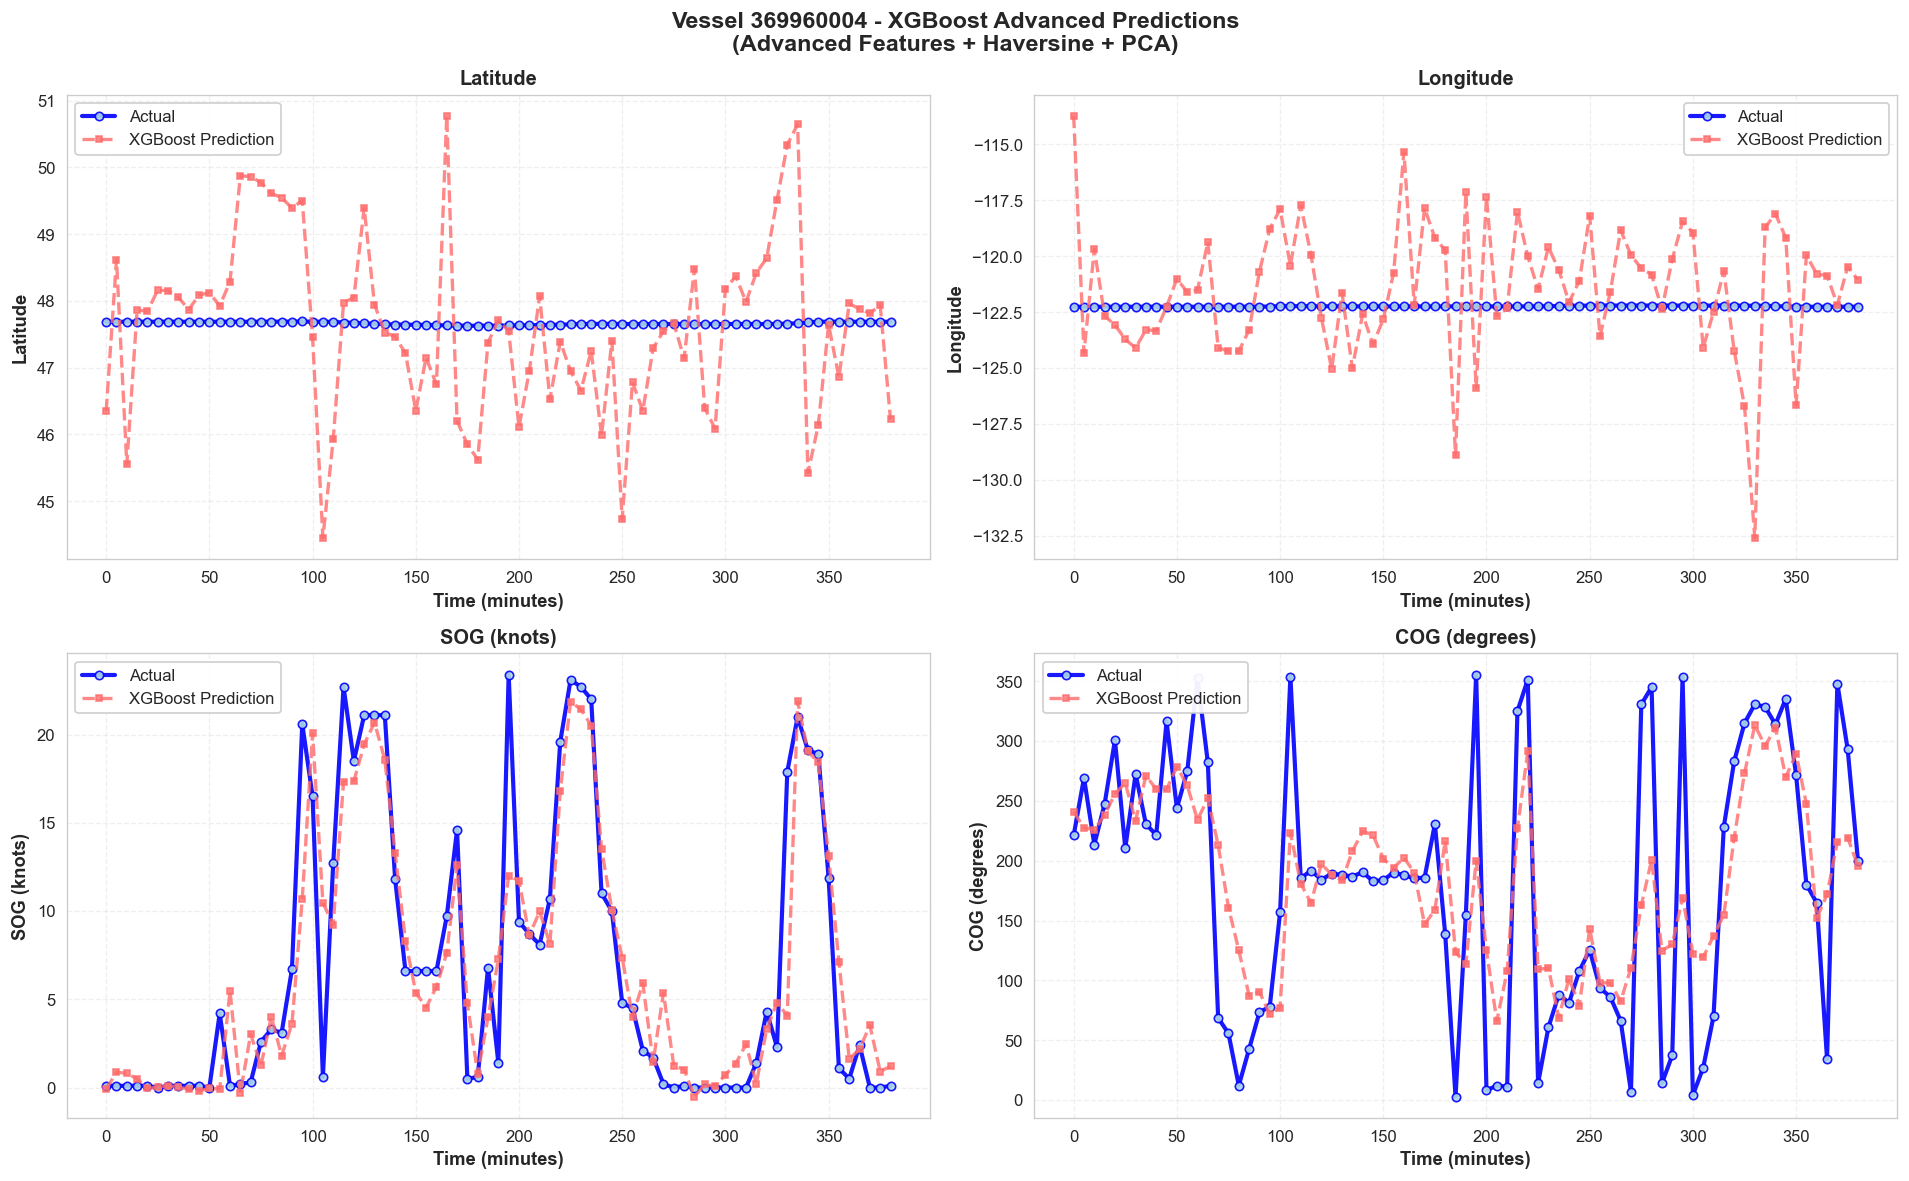 Vessel 369960004 - XGBoost Advanced Predictions
(Advanced Features + Haversine + PCA)
Latitude
51
50
49
48
47
46
45
Latitude
Actual
XGBoost Prediction
0 50 100 150 200 250 300 350
Time (minutes)
Longitude
−115.0
−117.5
−120.0
−122.5
−125.0
−127.5
−130.0
−132.5
Longitude
Actual
XGBoost Prediction
0 50 100 150 200 250 300 350
Time (minutes)
SOG (knots)
20
15
10
5
0
SOG (knots)
Actual
XGBoost Prediction
0 50 100 150 200 250 300 350
Time (minutes)
COG (degrees)
350
300
250
200
150
100
50
0
COG (degrees)
Actual
XGBoost Prediction
0 50 100 150 200 250 300 350
Time (minutes)